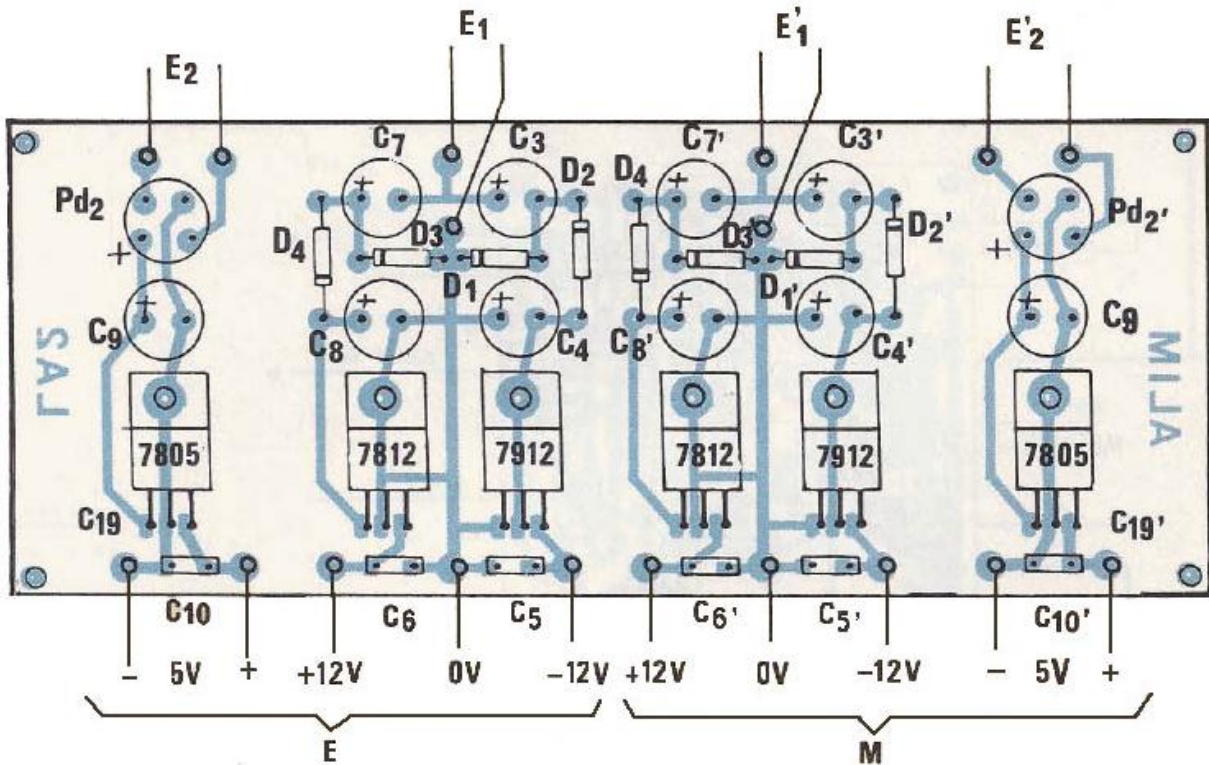 E2 E1 E'1 E'2
C7 C3 C7' C3'
D2 D4
Pd2 Pd2'
D4 D3 D3' D2'
+ + + + + +
D1 D1'
+ + + + + +
C9 C8 C4 C8' C4' C9
LAS ALIM
7805 7812 7912 7812 7912 7805
C19 C19'
C10 C6 C5 C6' C5' C10'
- 5V + +12V 0V -12V +12V 0V -12V - 5V +
E M